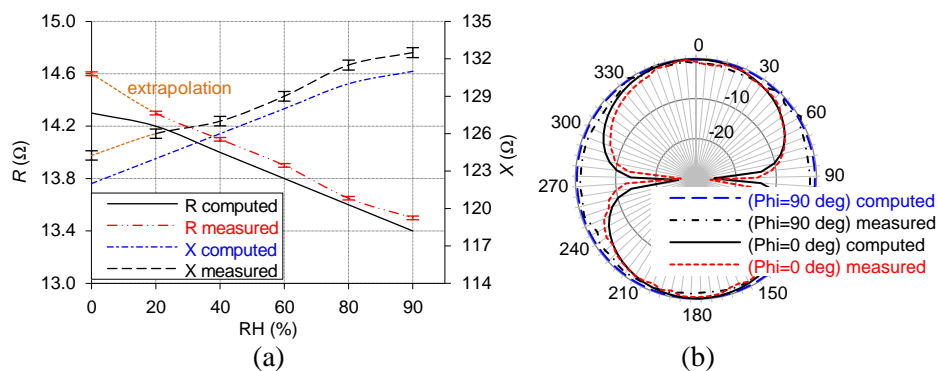 15.0
14.6
14.2
13.8
13.4
13.0
R (Ω)
extrapolation
R computed
R measured
X computed
X measured
0 20 40 60 80 90
RH (%)
135
132
129
126
123
120
117
114
X (Ω)
(a)
0
30
60
90
150
180
210
240
270
300
330
-10
-20
(Phi=90 deg) computed
(Phi=90 deg) measured
(Phi=0 deg) computed
(Phi=0 deg) measured
(b)